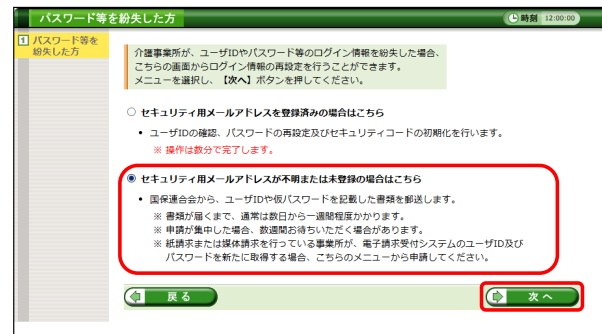 パスワード等を紛失した方
時刻 12:00:00
1 パスワード等を
紛失した方
介護事業所が、ユーザIDやパスワード等のログイン情報を紛失した場合、
こちらの画面からログイン情報の再設定を行うことができます。
メニューを選択し、【次へ】ボタンを押してください。
セキュリティ用メールアドレスを登録済みの場合はこちら
• ユーザIDの確認、パスワードの再設定及びセキュリティコードの初期化を行います。
※ 操作は数分で完了します。
セキュリティ用メールアドレスが不明または未登録の場合はこちら
• 国保連合会から、ユーザIDや仮パスワードを記載した書類を郵送します。
※ 書類が届くまで、通常は数日から一週間程度かかります。
※ 申請が集中した場合、数週間お待ちいただく場合があります。
※ 紙請求または媒体請求を行っている事業所が、電子請求受付システムのユーザID及び
パスワードを新たに取得する場合、こちらのメニューから申請してください。
戻る
次へ